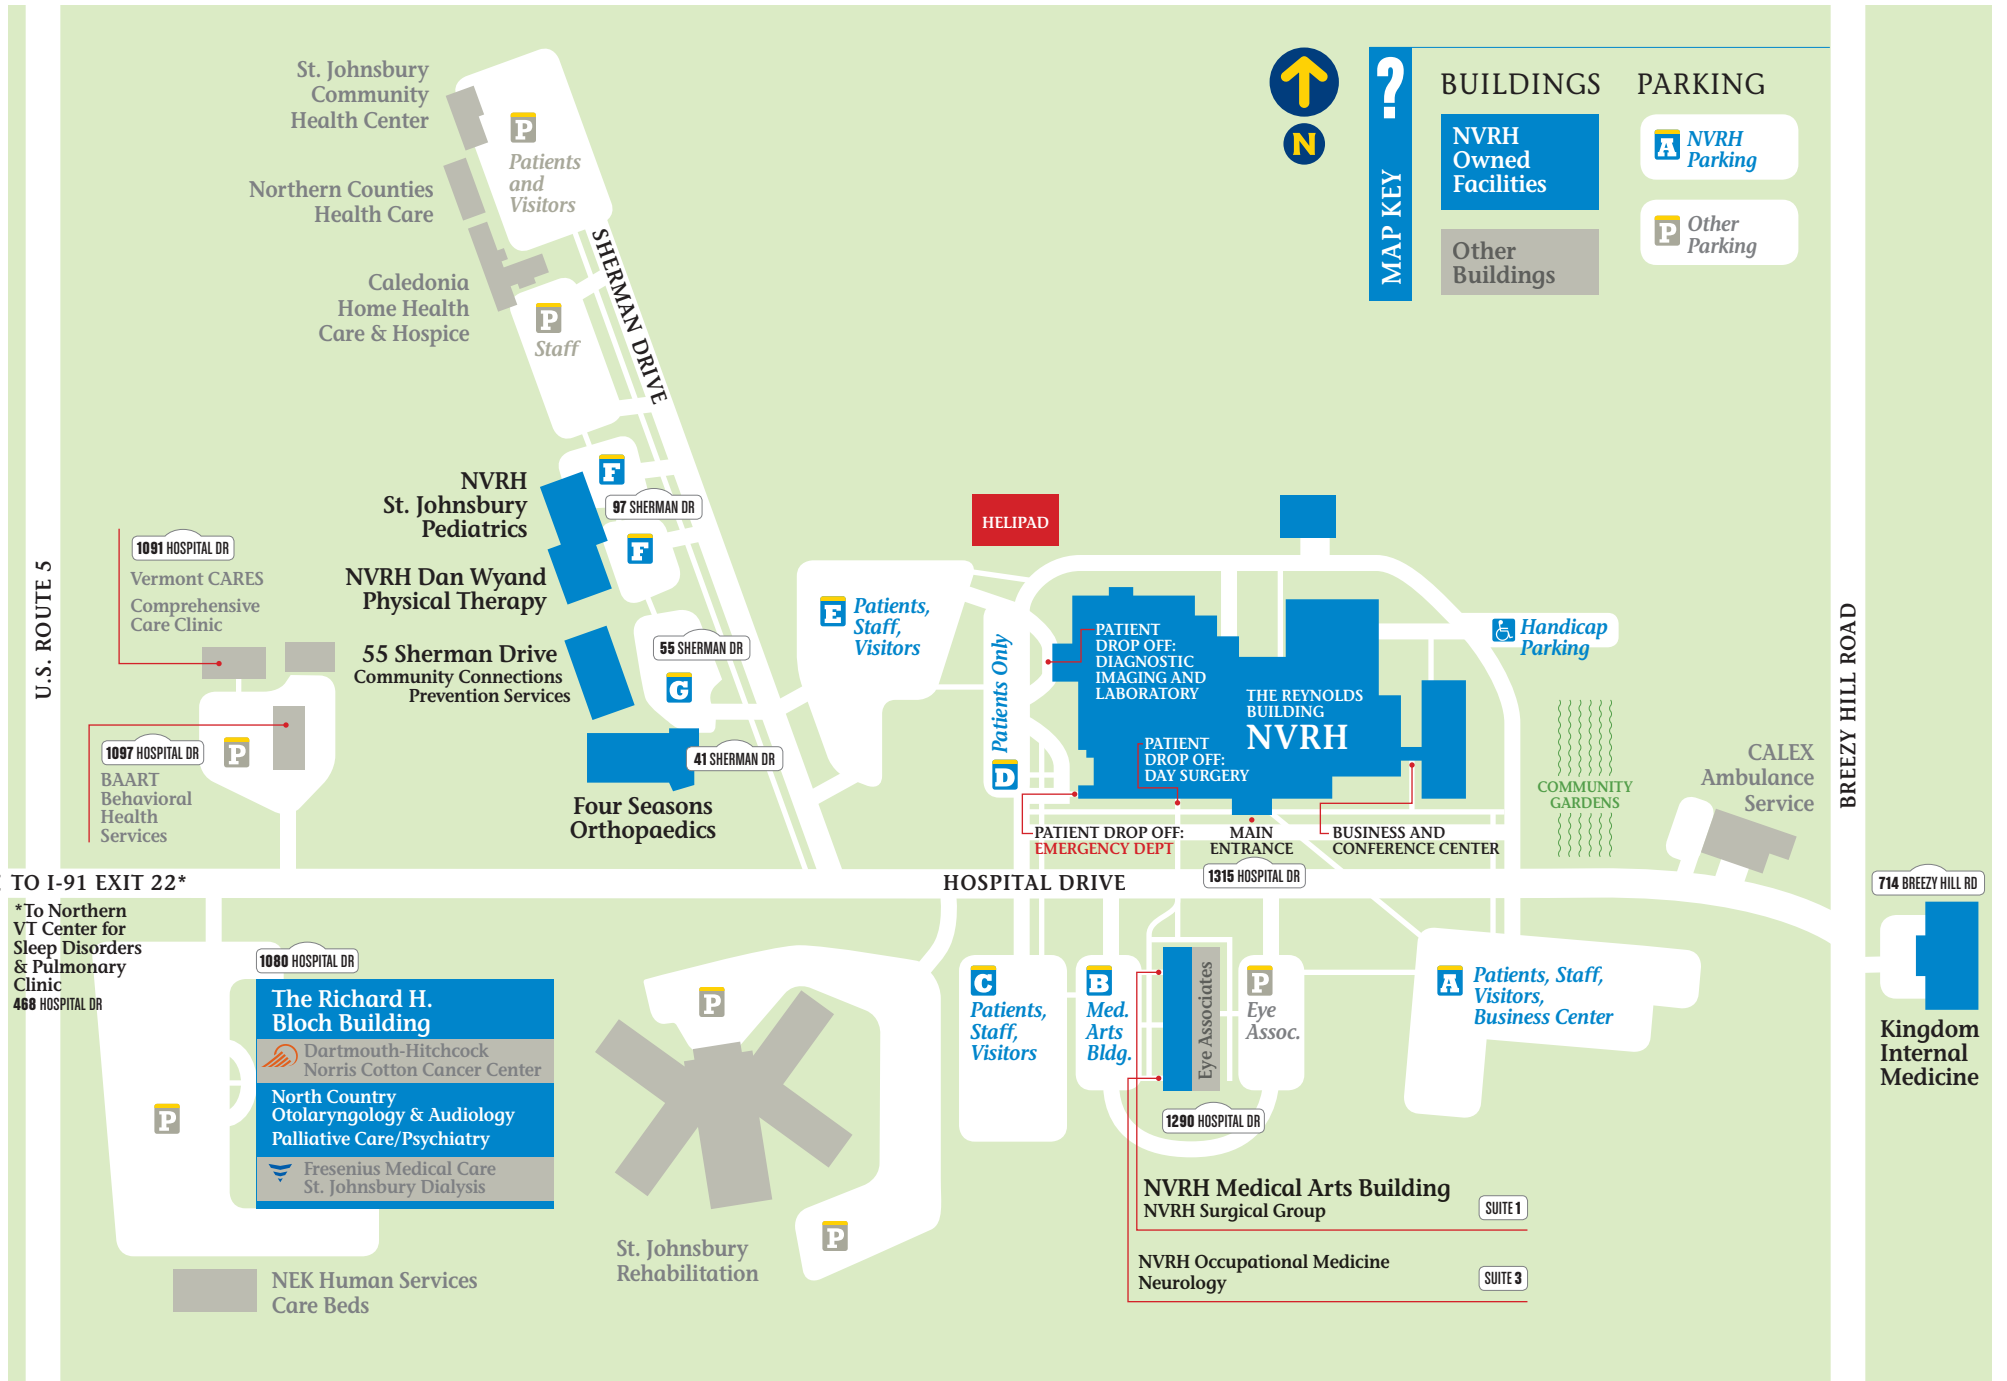 St. Johnsbury
Community
Health Center
P
Patients
and
Visitors
Northern Counties
Health Care
Caledonia
Home Health
Care & Hospice
P
Staff
SHERMAN DRIVE
N
MAP KEY ?
BUILDINGS
NVRH
Owned
Facilities
Other
Buildings
PARKING
A NVRH
Parking
P Other
Parking
U.S. ROUTE 5
1091 HOSPITAL DR
Vermont CARES
Comprehensive
Care Clinic
1097 HOSPITAL DR
P
BAART
Behavioral
Health
Services
NVRH
St. Johnsbury
Pediatrics
F
97 SHERMAN DR
F
NVRH Dan Wyand
Physical Therapy
55 Sherman Drive
Community Connections
Prevention Services
55 SHERMAN DR
G
41 SHERMAN DR
Four Seasons
Orthopaedics
HELIPAD
E Patients,
Staff,
Visitors
D Patients Only
PATIENT
DROP OFF:
DIAGNOSTIC
IMAGING AND
LABORATORY
THE REYNOLDS
BUILDING
NVRH
PATIENT
DROP OFF:
DAY SURGERY
Handicap
Parking
COMMUNITY
GARDENS
CALEX
Ambulance
Service
BREEZY HILL ROAD
PATIENT DROP OFF:
EMERGENCY DEPT
MAIN
ENTRANCE
BUSINESS AND
CONFERENCE CENTER
1315 HOSPITAL DR
TO I-91 EXIT 22*
HOSPITAL DRIVE
*To Northern
VT Center for
Sleep Disorders
& Pulmonary
Clinic
468 HOSPITAL DR
714 BREEZY HILL RD
Kingdom
Internal
Medicine
1080 HOSPITAL DR
The Richard H.
Bloch Building
Dartmouth-Hitchcock
Norris Cotton Cancer Center
North Country
Otolaryngology & Audiology
Palliative Care/Psychiatry
Fresenius Medical Care
St. Johnsbury Dialysis
P
NEK Human Services
Care Beds
P
P
St. Johnsbury
Rehabilitation
C
Patients,
Staff,
Visitors
B
Med.
Arts
Bldg.
Eye Associates
P
Eye
Assoc.
A Patients, Staff,
Visitors,
Business Center
1290 HOSPITAL DR
NVRH Medical Arts Building
NVRH Surgical Group
SUITE 1
NVRH Occupational Medicine
Neurology
SUITE 3